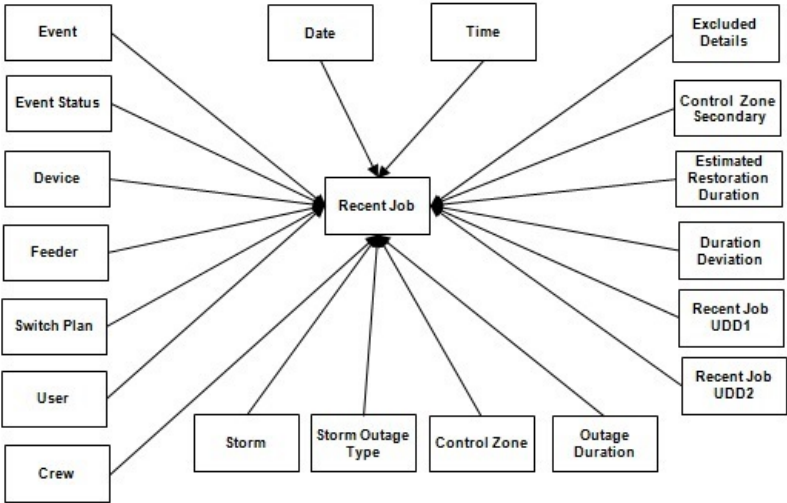 Event
Date
Time
Excluded
Details
Event Status
Control Zone
Secondary
Device
Estimated
Restoration
Duration
Recent Job
Feeder
Duration
Deviation
Switch Plan
Recent Job
UDD1
User
Recent Job
UDD2
Storm
Storm Outage
Type
Control Zone
Outage
Duration
Crew